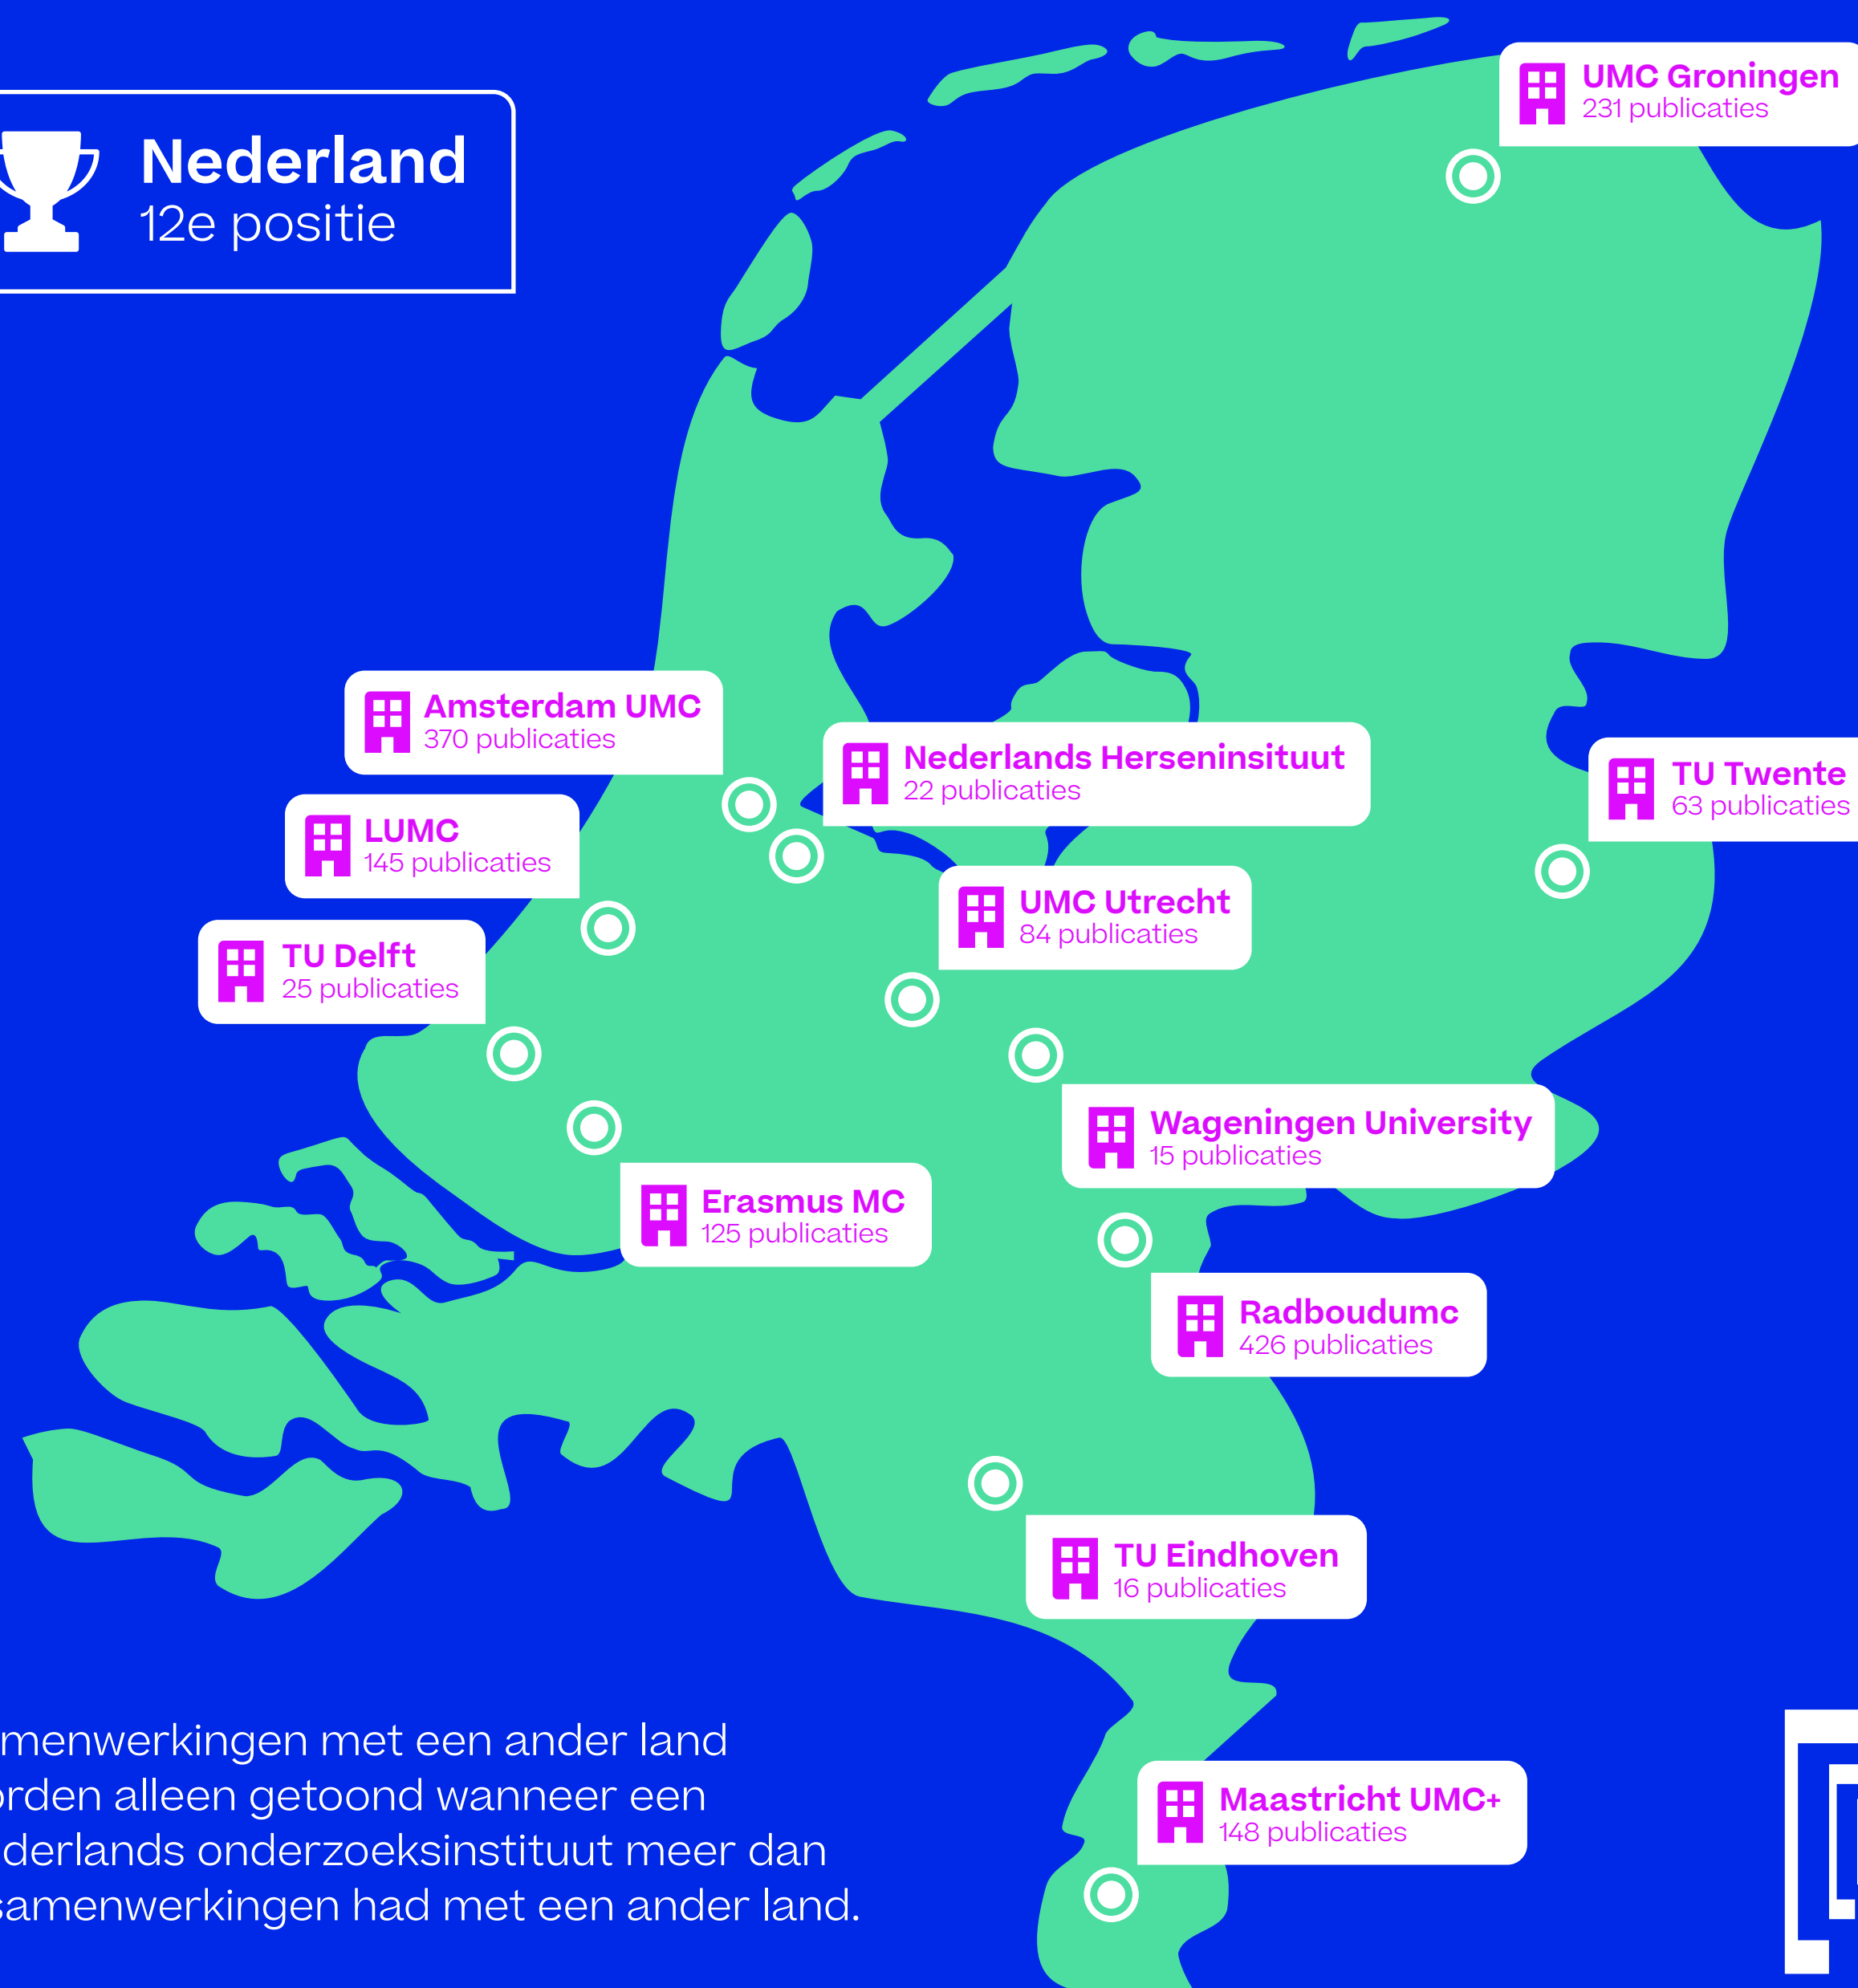 UMC Groningen
231 publicaties
Nederland
12e positie
Amsterdam UMC
370 publicaties
Nederlands Herseninsituut
22 publicaties
TU Twente
63 publicaties
LUMC
145 publicaties
UMC Utrecht
84 publicaties
TU Delft
25 publicaties
Wageningen University
15 publicaties
Erasmus MC
125 publicaties
Radboudumc
426 publicaties
TU Eindhoven
16 publicaties
menwerkingen met een ander land
rden alleen getoond wanneer een
derlands onderzoeksinstituut meer dan
samenwerkingen had met een ander land.
Maastricht UMC+
148 publicaties